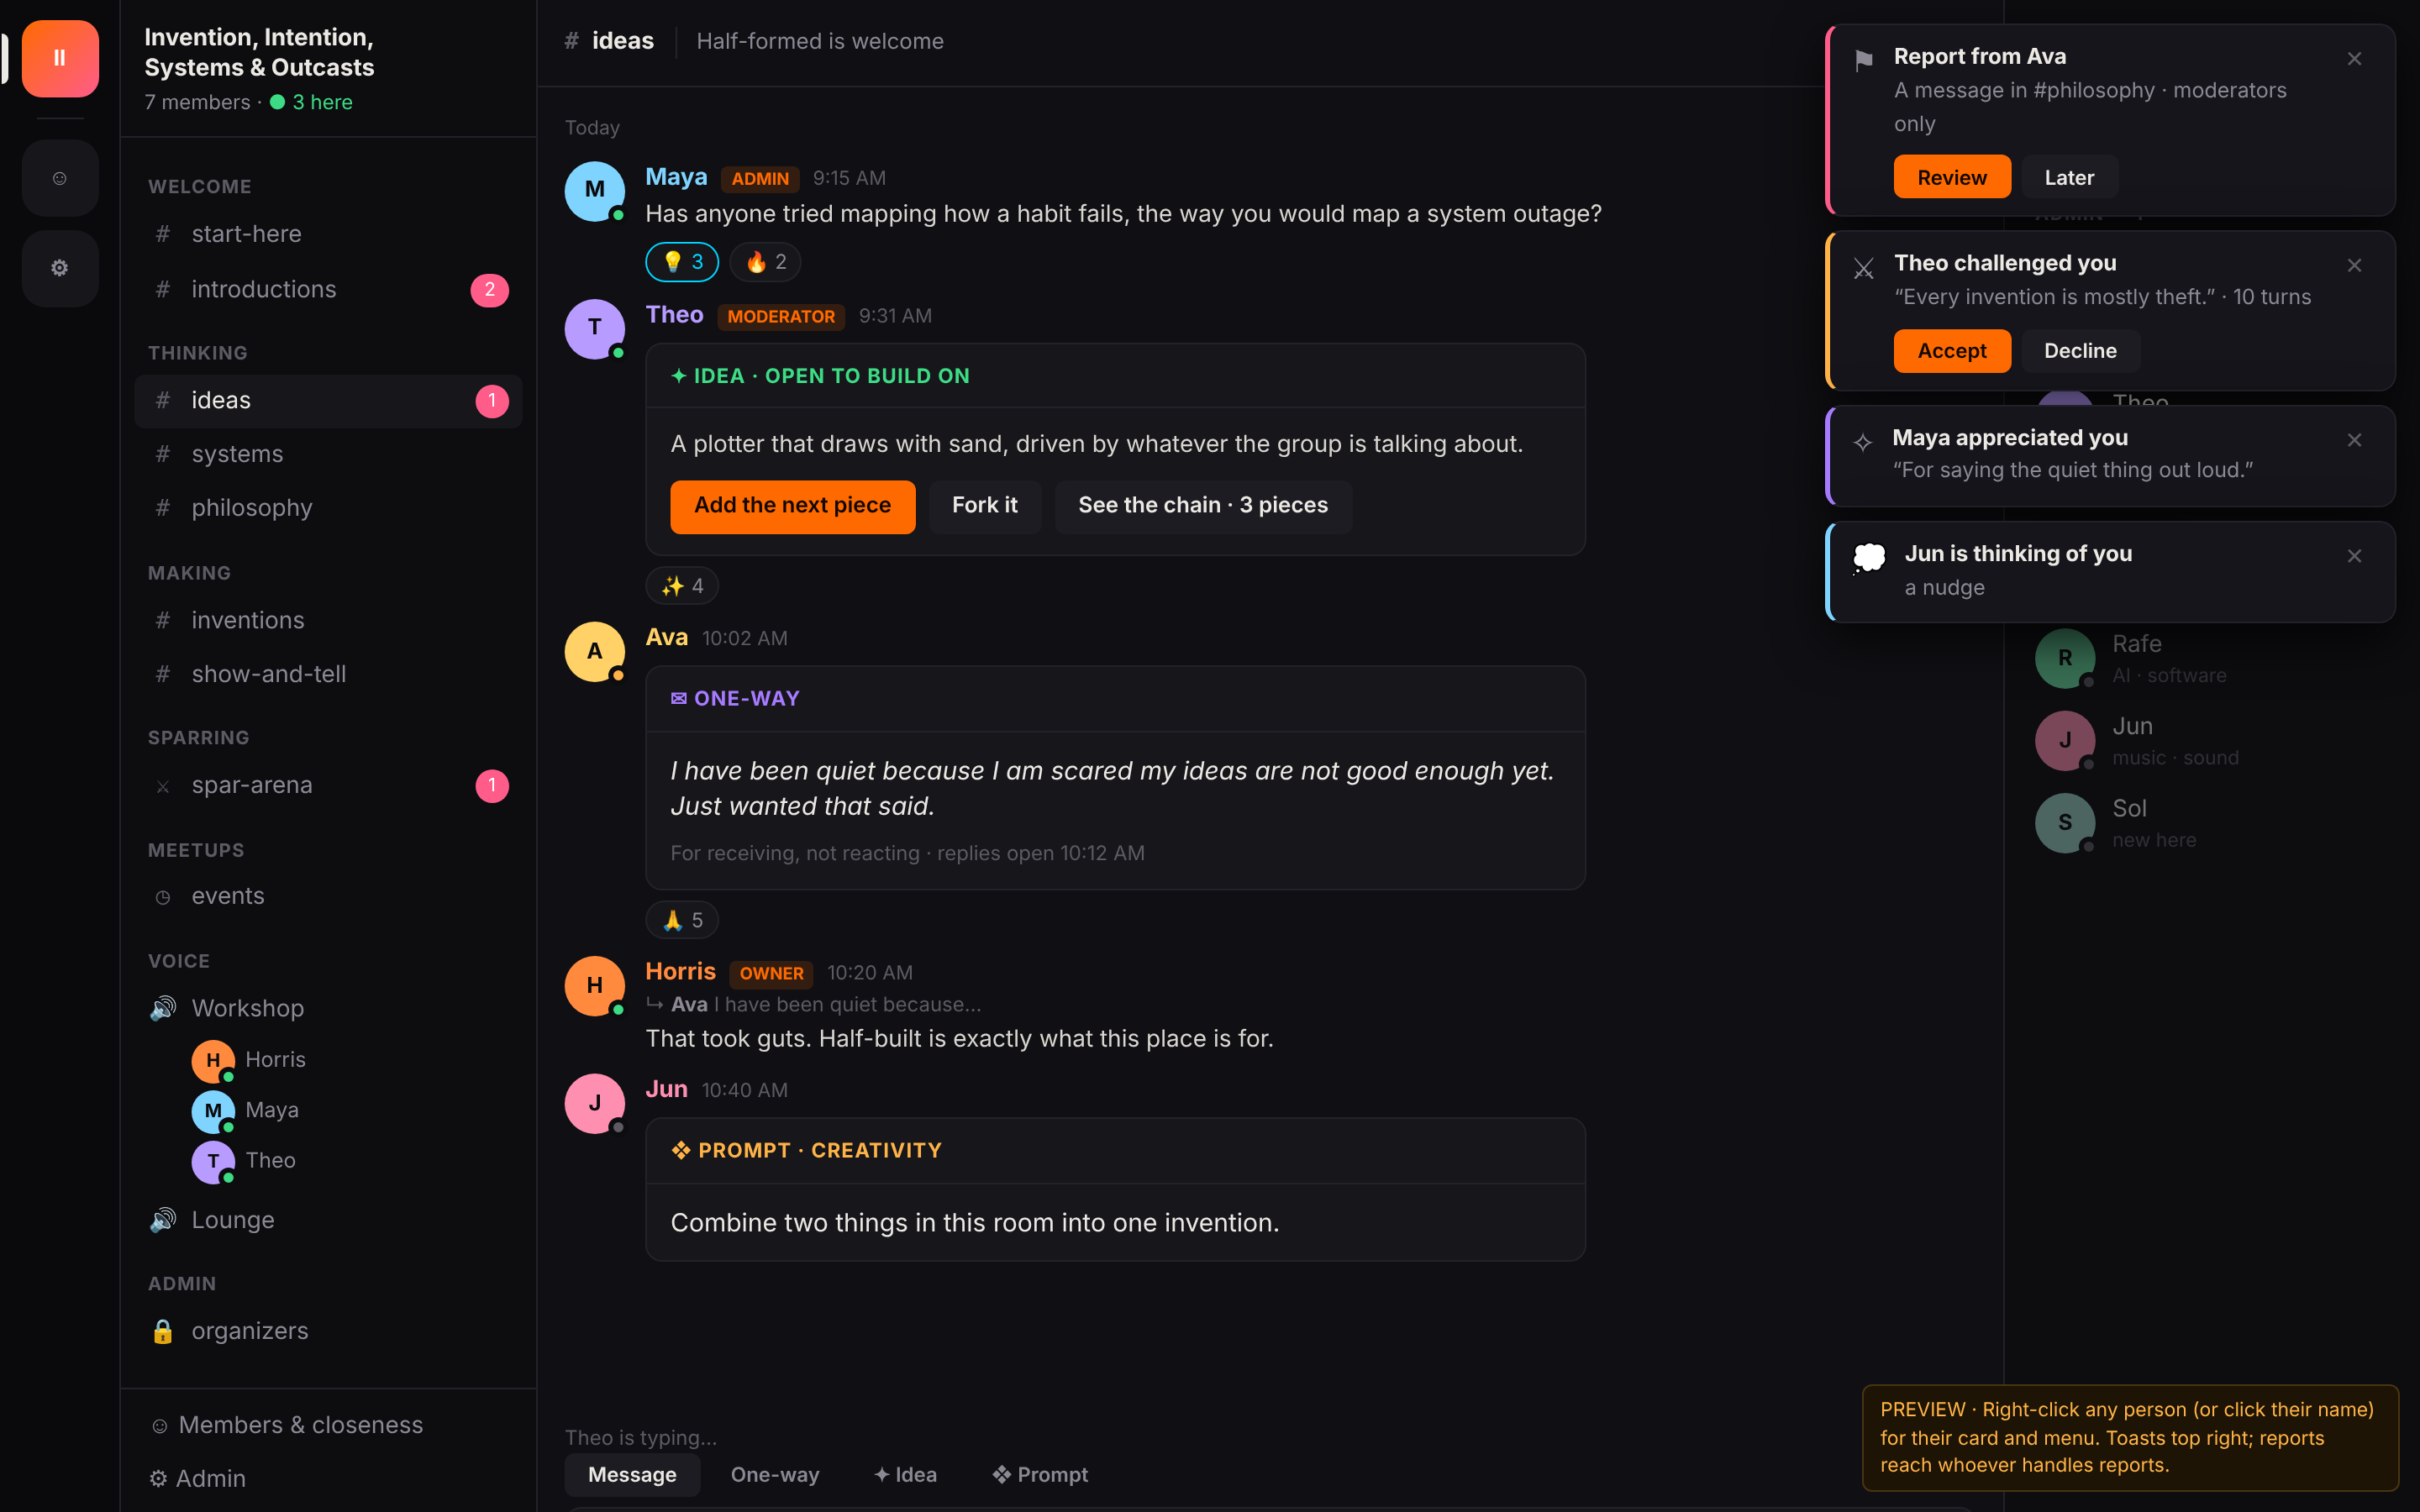 II
Invention, Intention,
Systems & Outcasts
7 members · 3 here
WELCOME
# start-here
# introductions 2
THINKING
# ideas 1
# systems
# philosophy
MAKING
# inventions
# show-and-tell
SPARRING
spar-arena 1
MEETUPS
events
VOICE
Workshop
H Horris
M Maya
T Theo
Lounge
ADMIN
organizers
Members & closeness
Admin
# ideas
Half-formed is welcome
Today
M
Maya ADMIN 9:15 AM
Has anyone tried mapping how a habit fails, the way you would map a system outage?
💡 3 🔥 2
T
Theo MODERATOR 9:31 AM
✦ IDEA · OPEN TO BUILD ON
A plotter that draws with sand, driven by whatever the group is talking about.
Add the next piece Fork it See the chain · 3 pieces
✨ 4
A
Ava 10:02 AM
✉ ONE-WAY
I have been quiet because I am scared my ideas are not good enough yet.
Just wanted that said.
For receiving, not reacting · replies open 10:12 AM
🙏 5
H
Horris OWNER 10:20 AM
↪ Ava I have been quiet because...
That took guts. Half-built is exactly what this place is for.
J
Jun 10:40 AM
❖ PROMPT · CREATIVITY
Combine two things in this room into one invention.
Theo is typing...
Message One-way ✦ Idea ❖ Prompt
Report from Ava ✕
A message in #philosophy · moderators
only
Review Later
Theo challenged you ✕
“Every invention is mostly theft.” · 10 turns
Accept Decline
Theo
Maya appreciated you ✕
“For saying the quiet thing out loud.”
Jun is thinking of you ✕
a nudge
R Rafe
AI · software
J Jun
music · sound
S Sol
new here
PREVIEW · Right-click any person (or click their name)
for their card and menu. Toasts top right; reports
reach whoever handles reports.